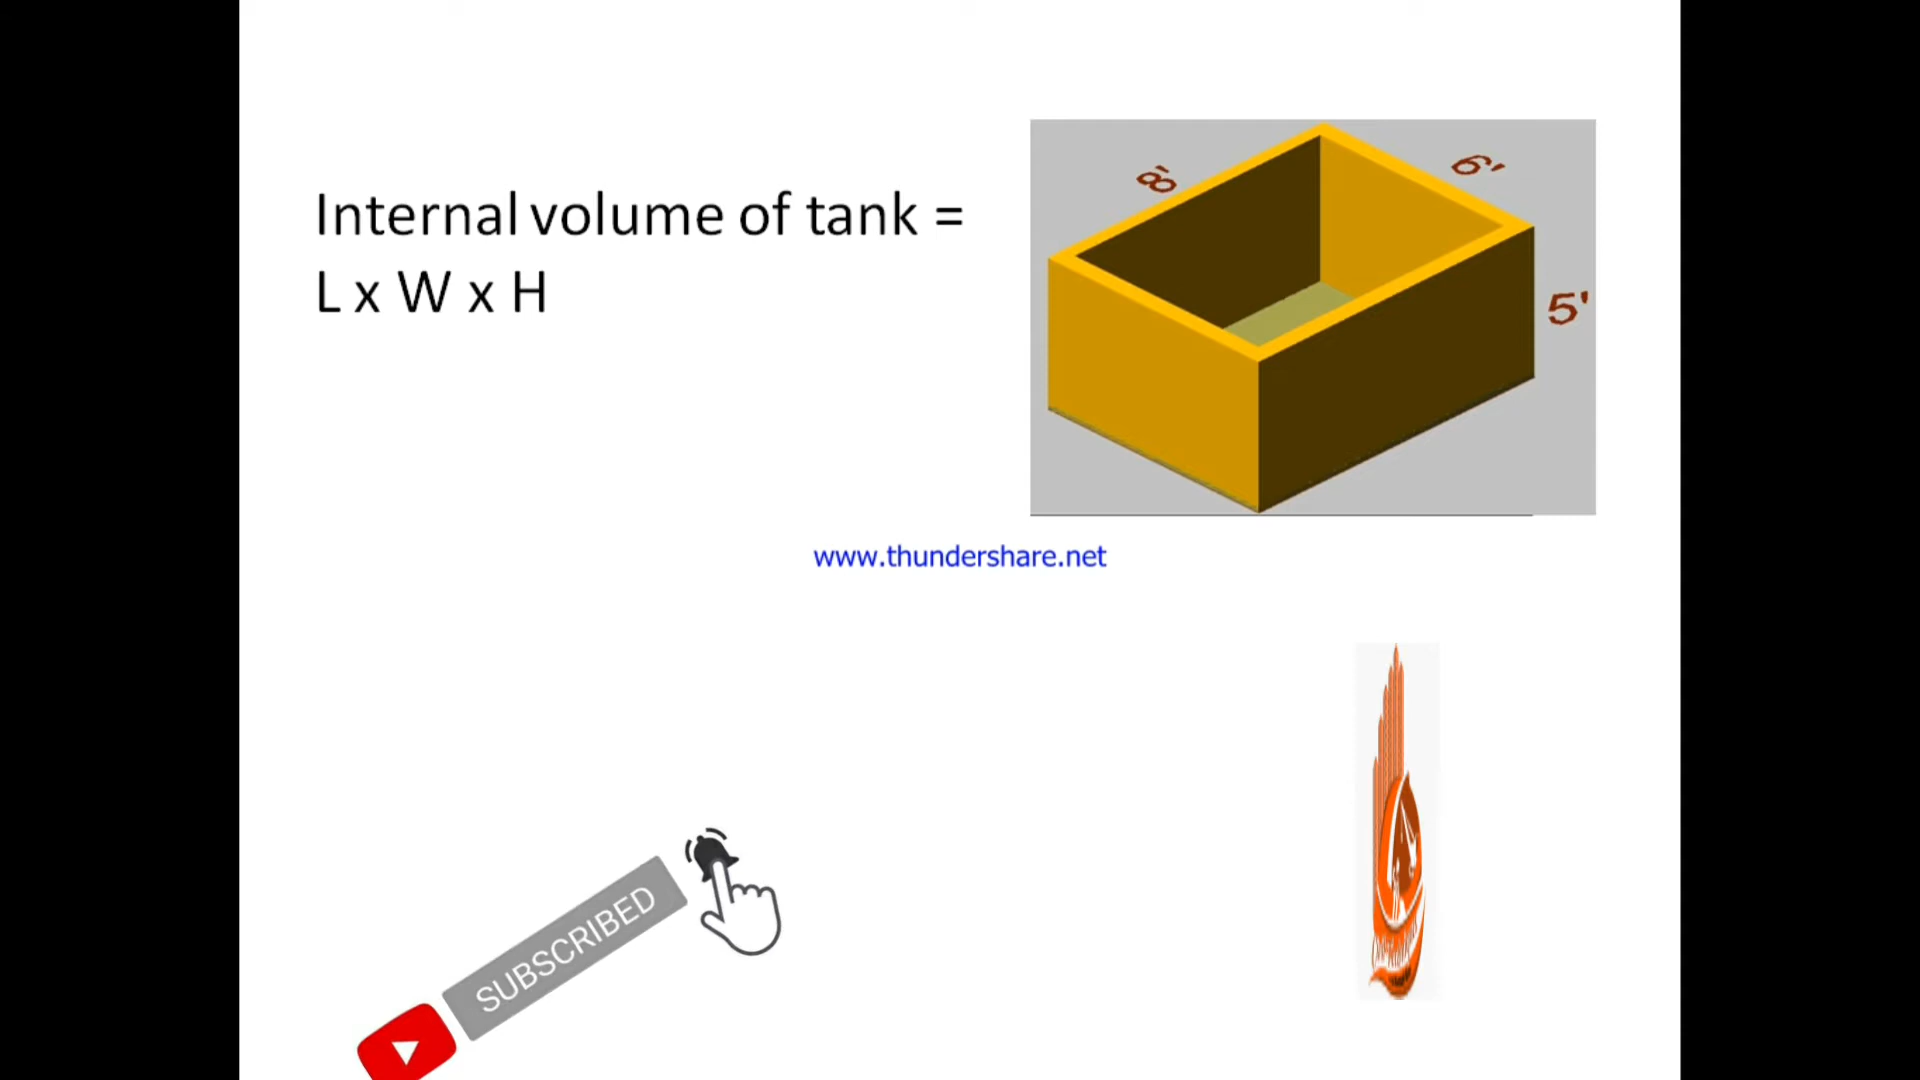 Internal volume of tank =
L x W x H
8'
6'
5'
www.thundershare.net
SUBSCRIBED